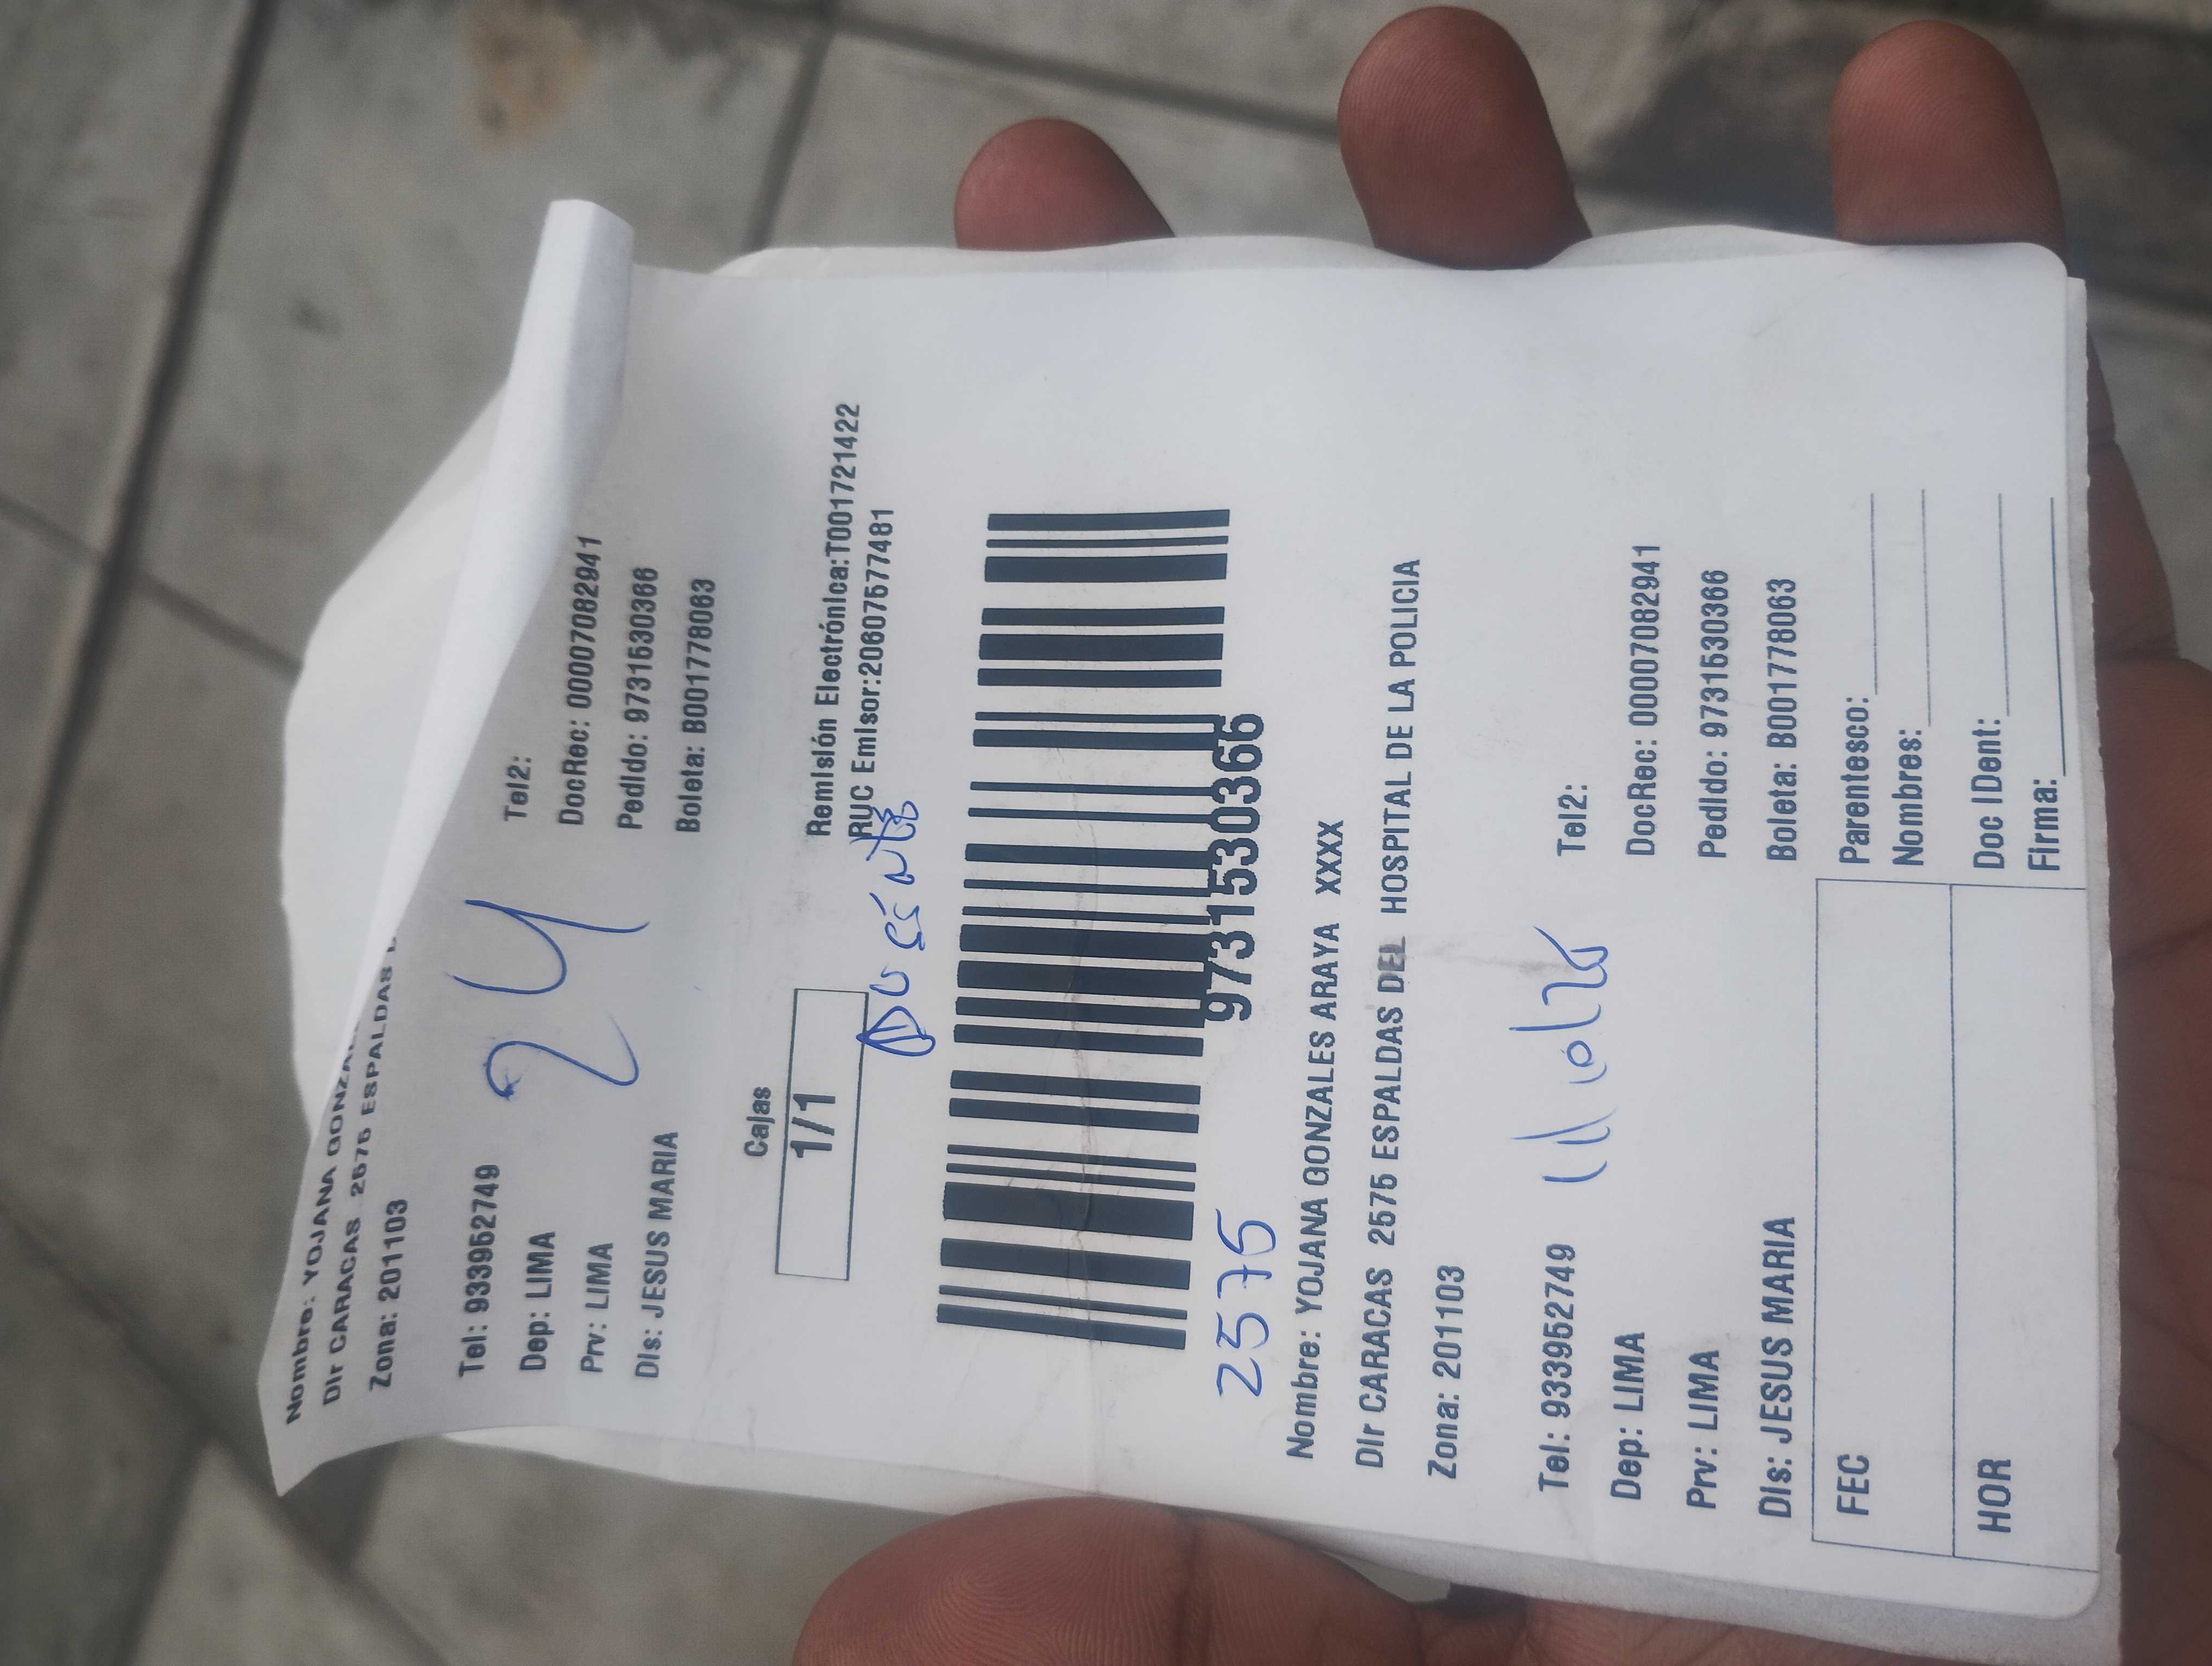 Nombre: YOJANA GONZAL
Dir CARACAS 2575 ESPALDAS D
Zona: 201103
Tel: 933952749
24
Tel2:
Dep: LIMA
DocRec: 00007082941
Prv: LIMA
Pedido: 9731530366
Dis: JESUS MARIA
Boleta: B001778063
Cajas
1/1
Remisión Electrónica:T001721422
RUC Emisor:20607577481
9731530366
2575
Nombre: YOJANA GONZALES ARAYA XXXX
Dir CARACAS 2575 ESPALDAS DEL HOSPITAL DE LA POLICIA
Zona: 201103
Tel: 933952749
Tel2:
Dep: LIMA
DocRec: 00007082941
Prv: LIMA
Pedido: 9731530366
Dis: JESUS MARIA
Boleta: B001778063
FEC
Parentesco:
Nombres:
HOR
Doc IDent:
Firma: